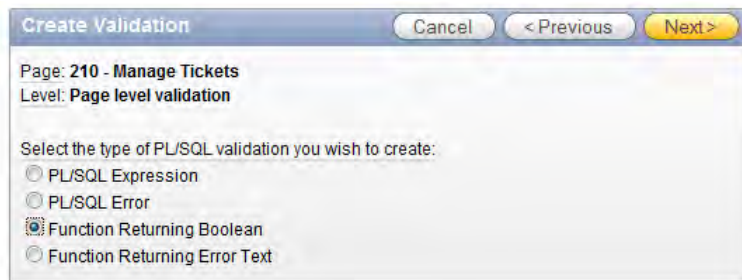 Create Validation
Cancel
< Previous
Next >
Page: 210 - Manage Tickets
Level: Page level validation
Select the type of PL/SQL validation you wish to create:
PL/SQL Expression
PL/SQL Error
Function Returning Boolean
Function Returning Error Text